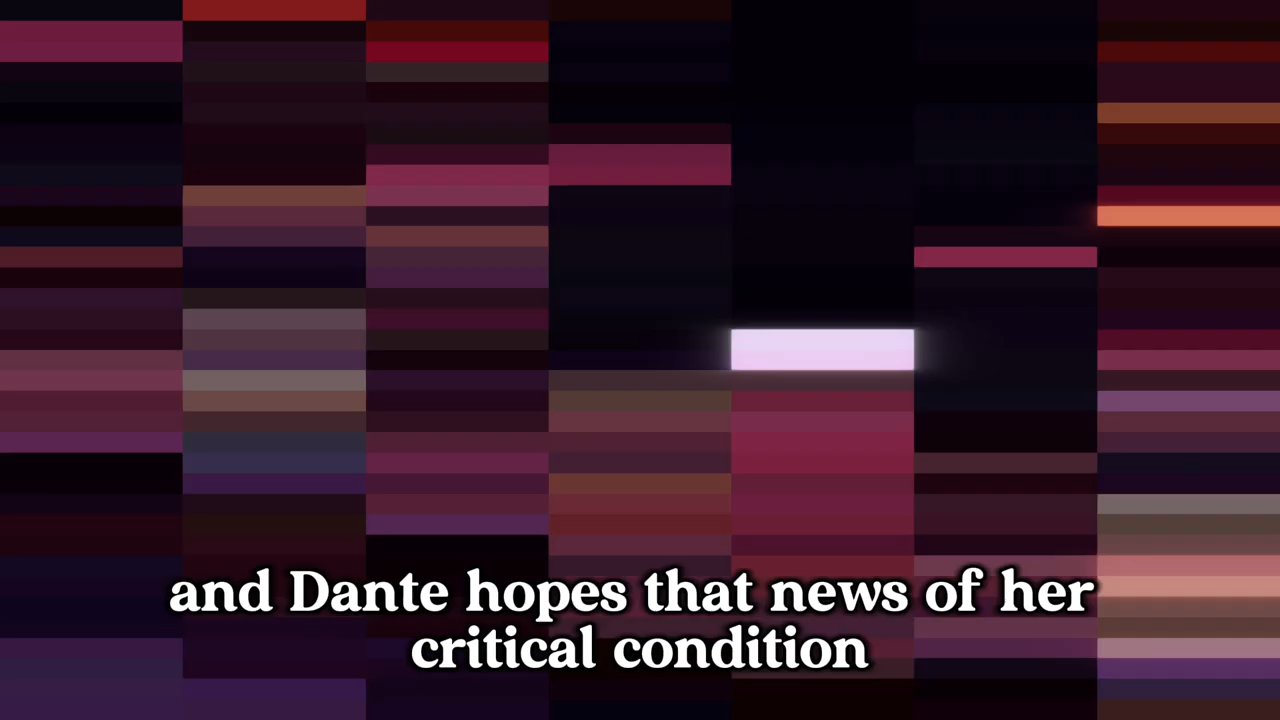 and Dante hopes that news of her
critical condition